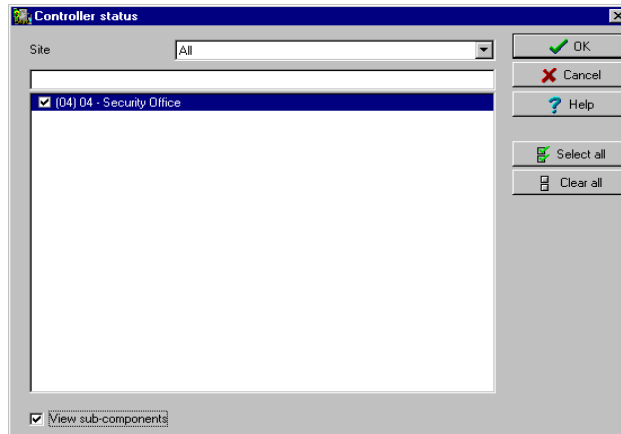 Controller status
Site
All
OK
Cancel
(04) 04 - Security Office
Help
Select all
Clear all
View sub-components